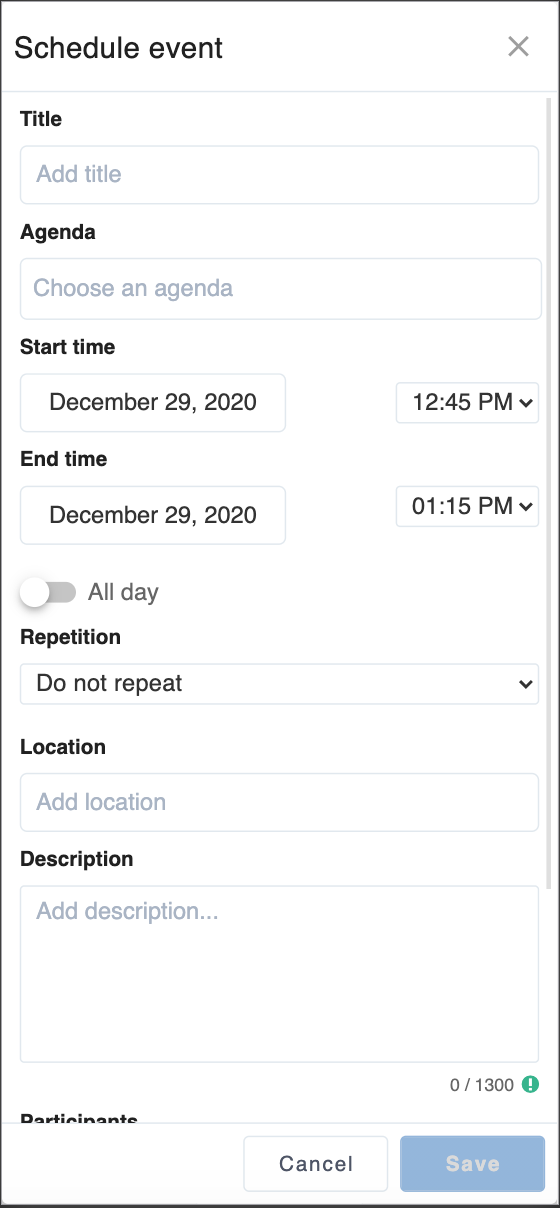 Schedule event
Title
Add title
Agenda
Choose an agenda
Start time
December 29, 2020 12:45 PM
End time
December 29, 2020 01:15 PM
All day
Repetition
Do not repeat
Location
Add location
Description
Add description...
0 / 1300
Participants
Cancel Save